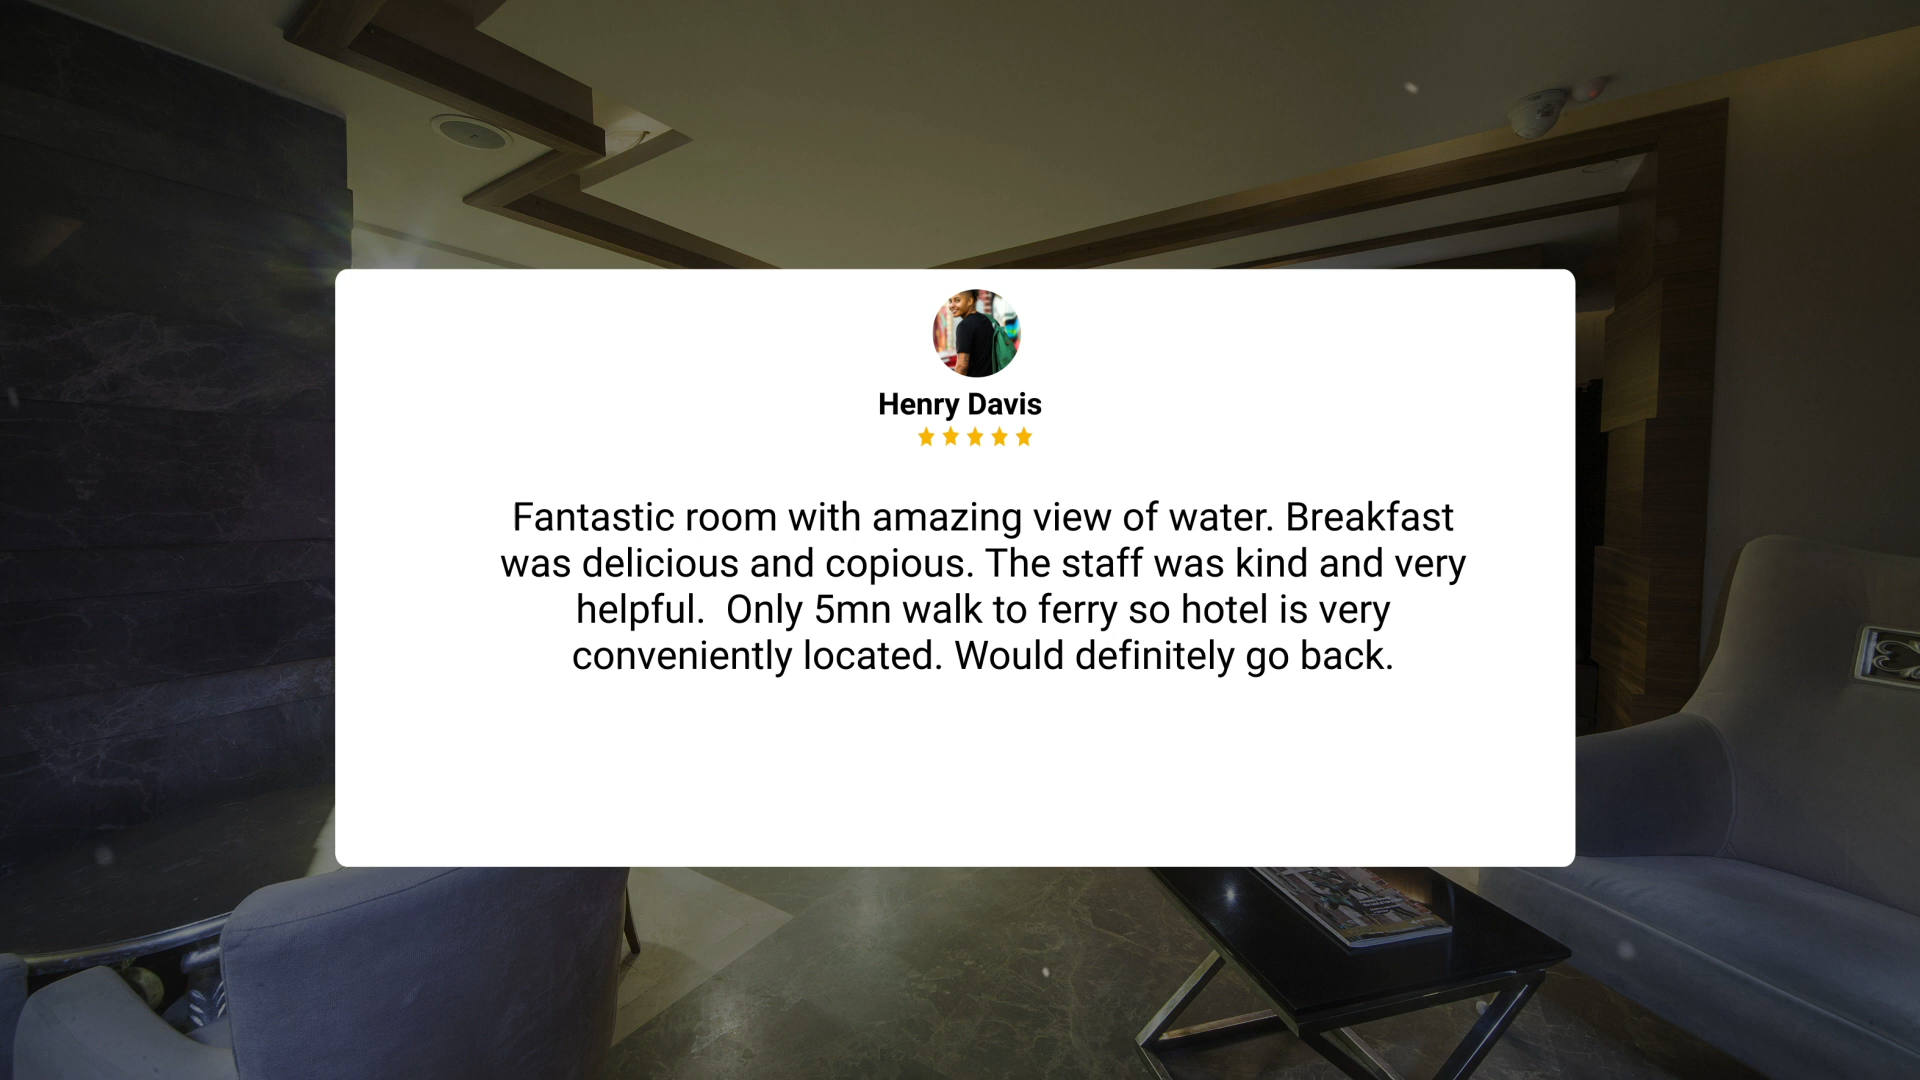 Henry Davis
Fantastic room with amazing view of water. Breakfast
was delicious and copious. The staff was kind and very
helpful.  Only 5mn walk to ferry so hotel is very
conveniently located. Would definitely go back.